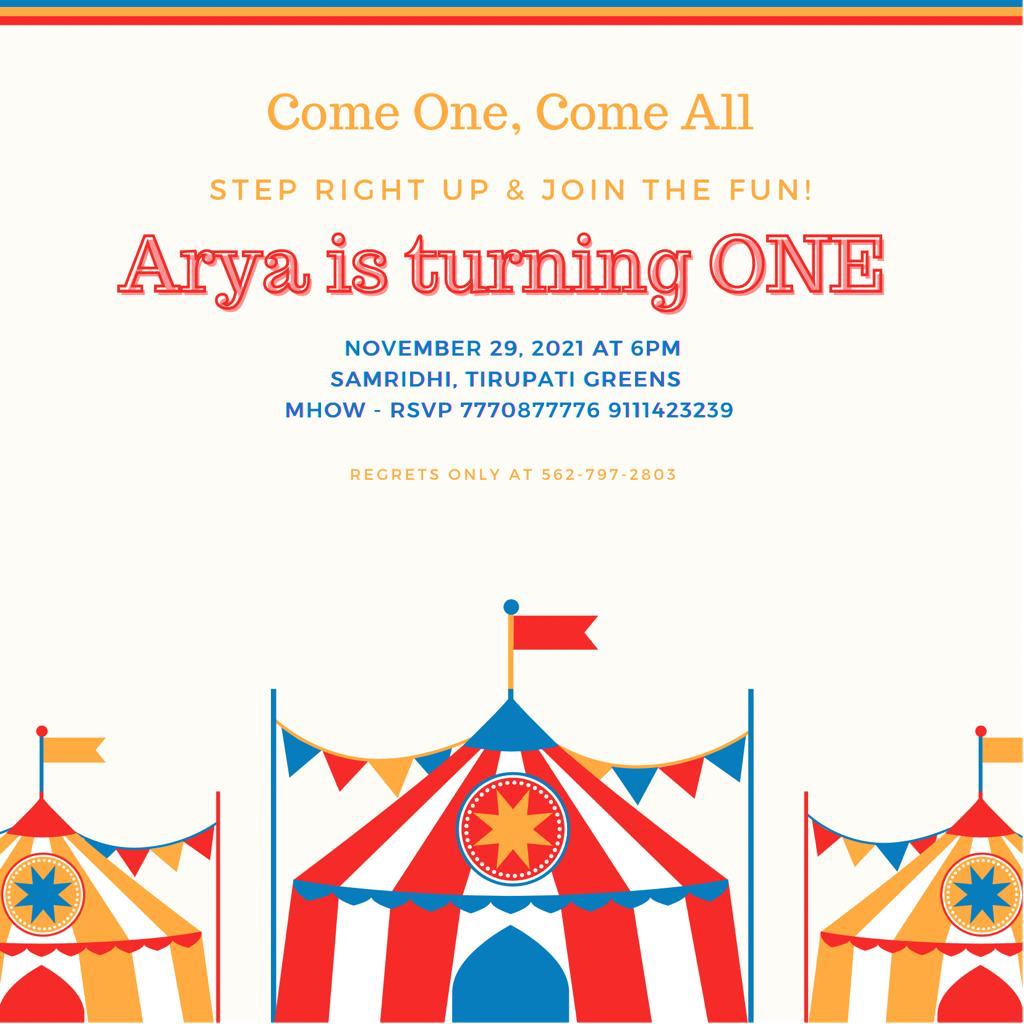 Come One, Come All
STEP RIGHT UP & JOIN THE FUN!
Arya is turning ONE
NOVEMBER 29, 2021 AT 6PM
SAMRIDHI, TIRUPATI GREENS
MHOW - RSVP 7770877776 9111423239
REGRETS ONLY AT 562-797-2803